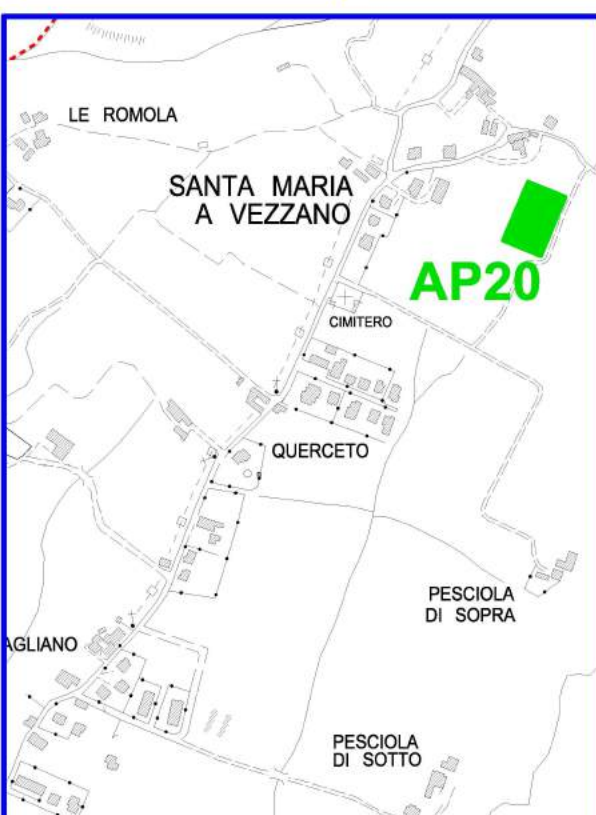 LE ROMOLA
SANTA MARIA
A VEZZANO
AP20
CIMITERO
QUERCETO
PESCIOLA
DI SOPRA
AGLIANO
PESCIOLA
DI SOTTO